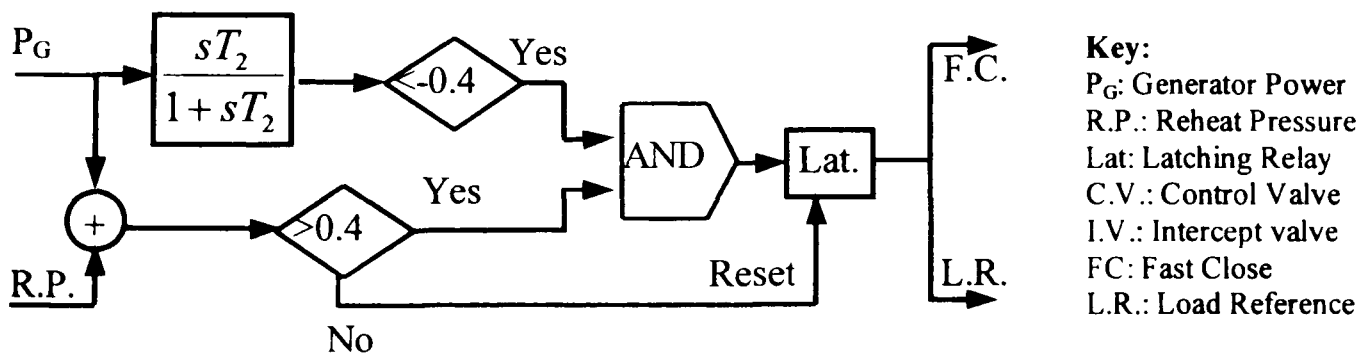 P_G
sT_2
1 + sT_2
<-0.4
Yes
AND
Lat.
F.C.
L.R.
+
R.P.
>0.4
Yes
No
Reset
Key:
P_G: Generator Power
R.P.: Reheat Pressure
Lat: Latching Relay
C.V.: Control Valve
I.V.: Intercept valve
FC: Fast Close
L.R.: Load Reference